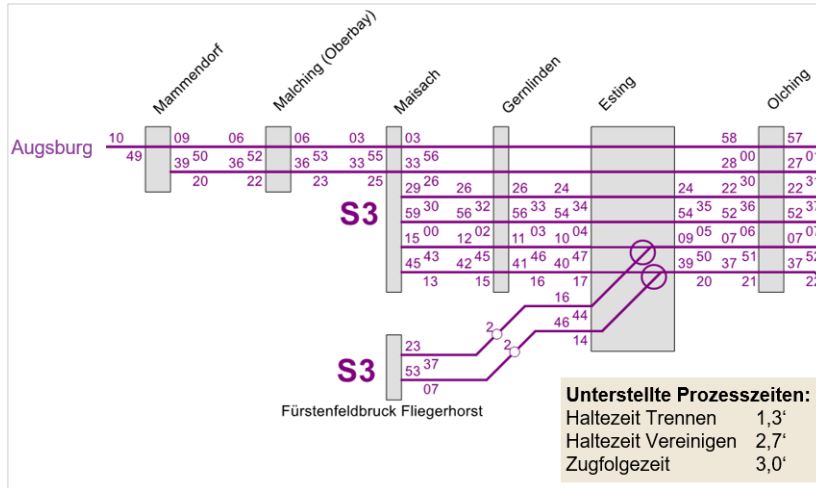 Mammendorf
Malching (Oberbay)
Maisach
Gernlinden
Esting
Olching
10 09 06 06 03 03 58 57
Augsburg
49 50 52 53 55 56 00 01
39 36 36 33 33 28 27
20 22 23 25 26 30 31
29 26 26 24 24 22 22
S3
30 32 33 34 35 36 37
59 56 56 54 54 52 52
00 02 03 04 05 06 07
15 12 11 10 09 07 07
43 45 46 47 50 51 52
45 42 41 40 39 37 37
13 15 16 17 20 21 22
16
44
2
46
23
2
14
37
S3
53
07
Fürstenfeldbruck Fliegerhorst
Unterstellte Prozesszeiten:
Haltezeit Trennen 1,3‘
Haltezeit Vereinigen 2,7‘
Zugfolgezeit 3,0‘